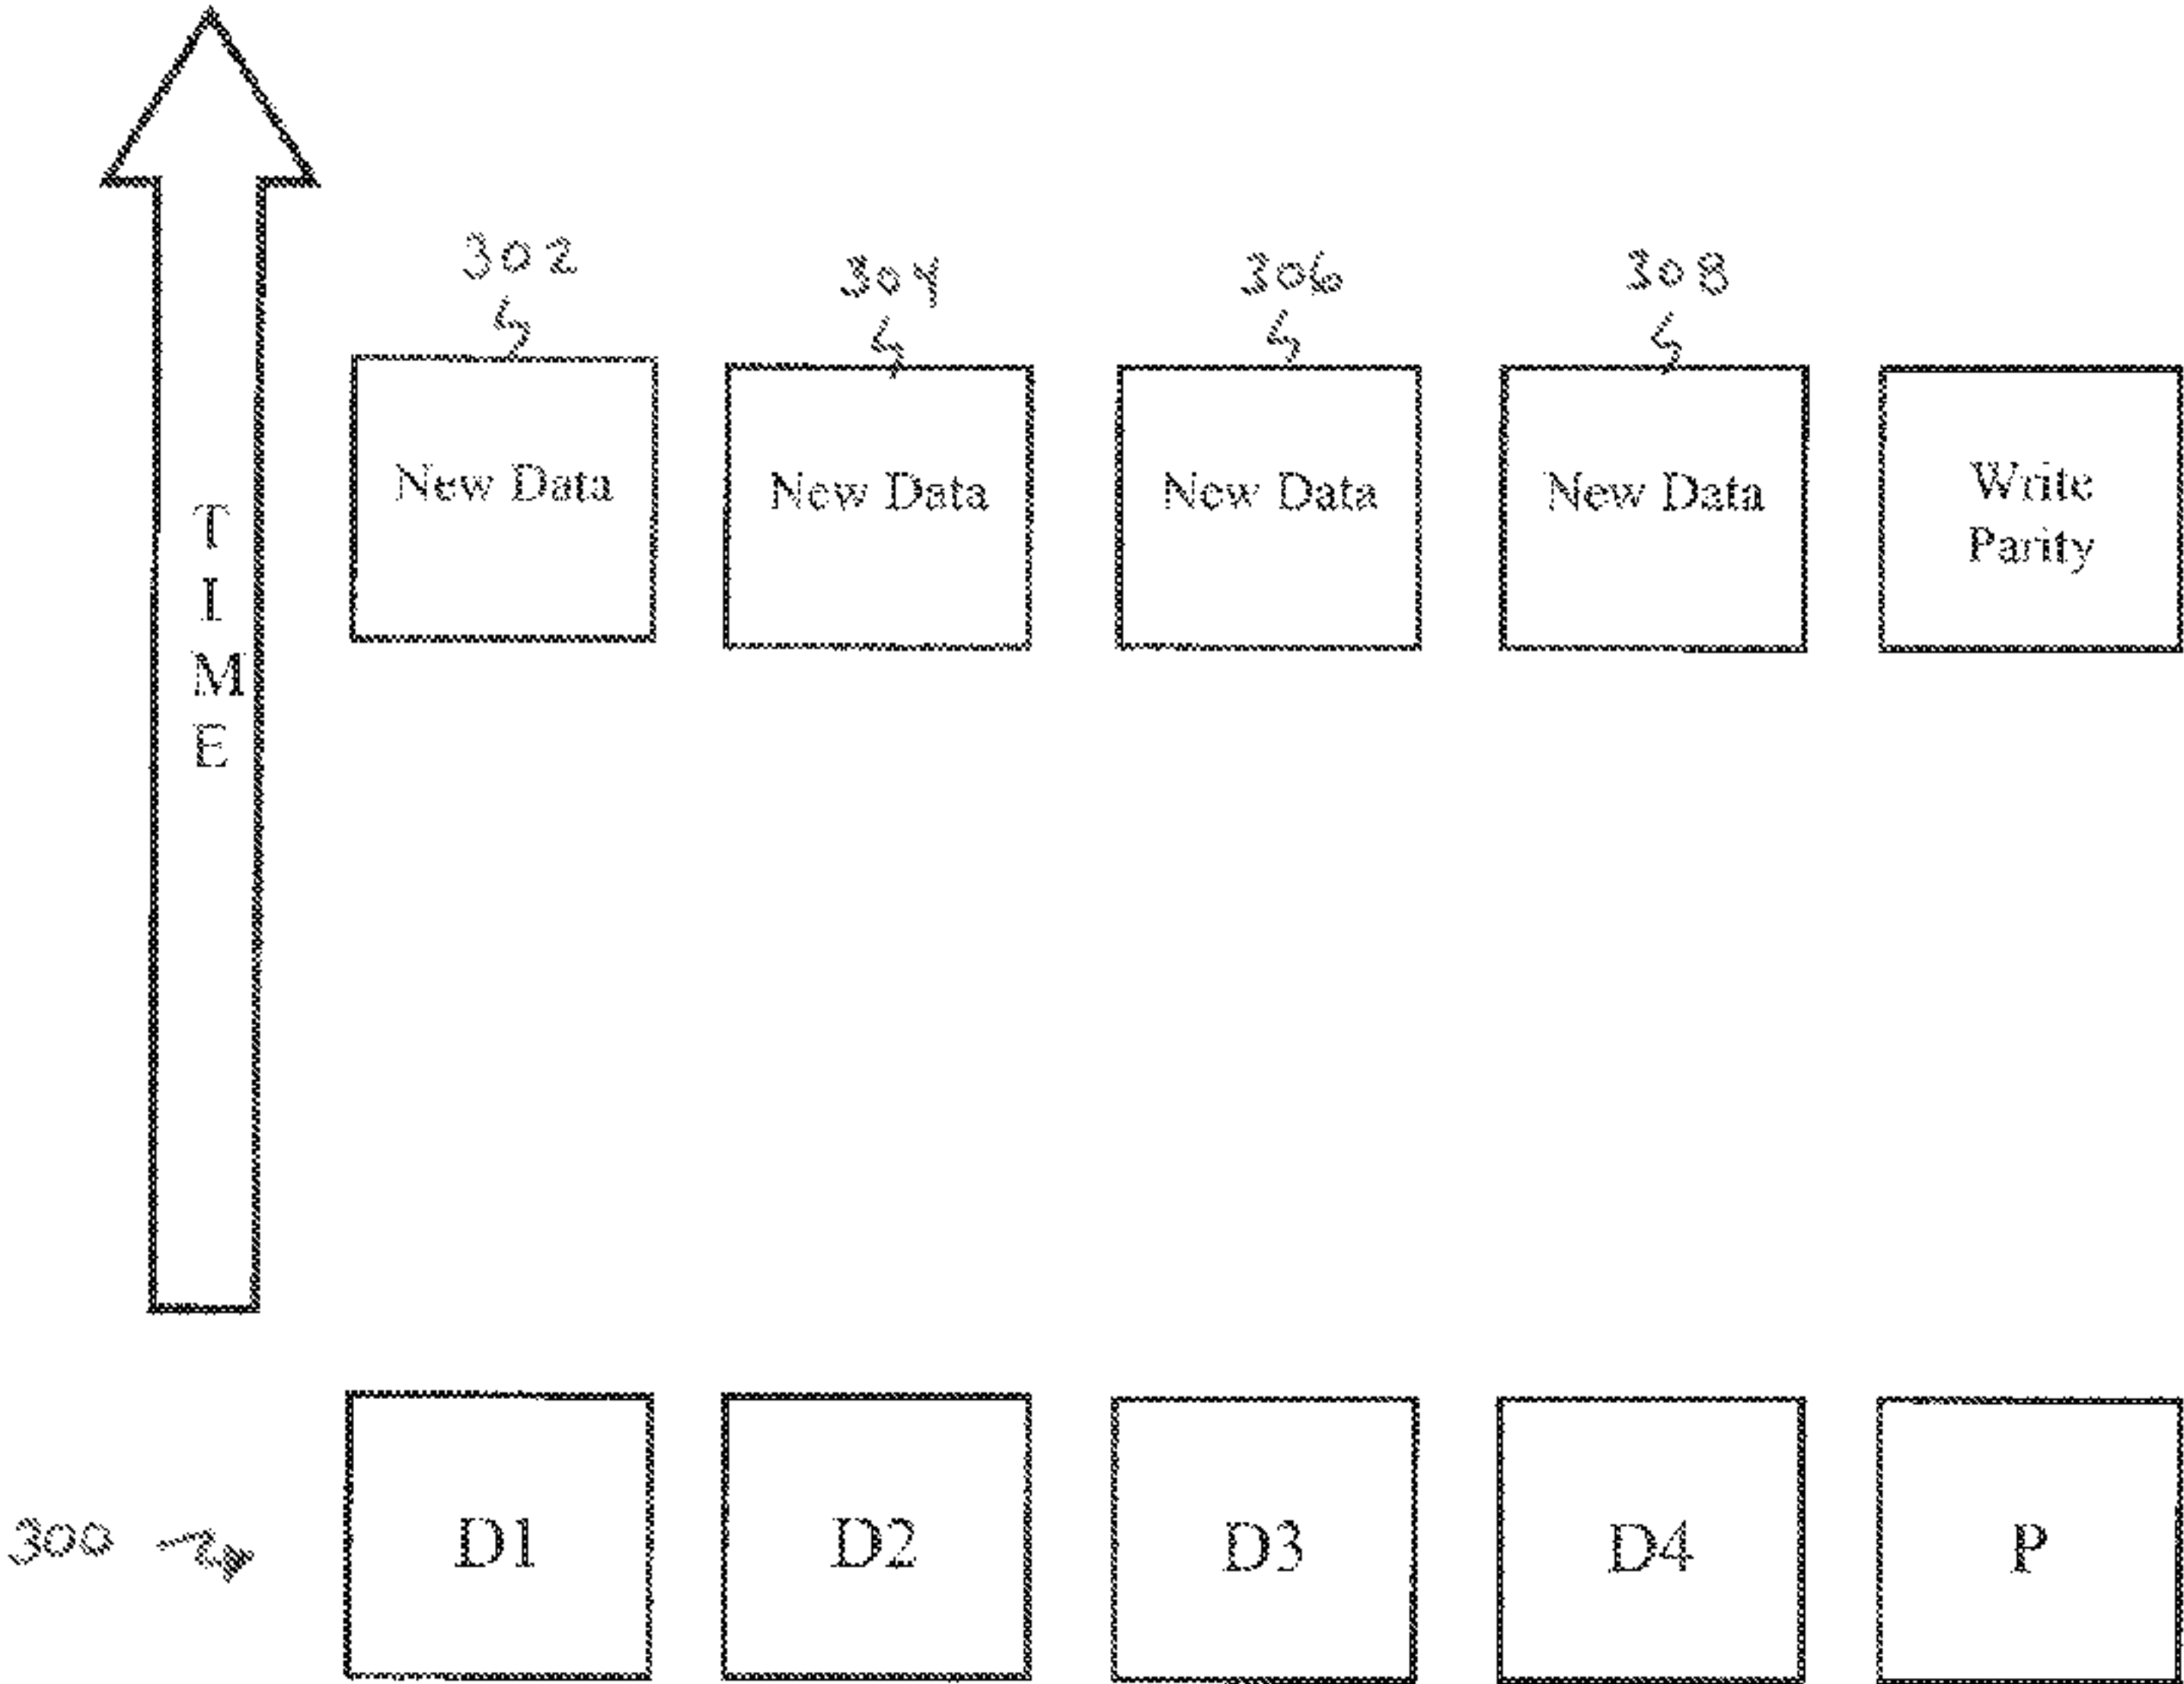 302
304
306
308
New Data
New Data
New Data
New Data
Write
Parity
T
I
M
E
300
D1
D2
D3
D4
P